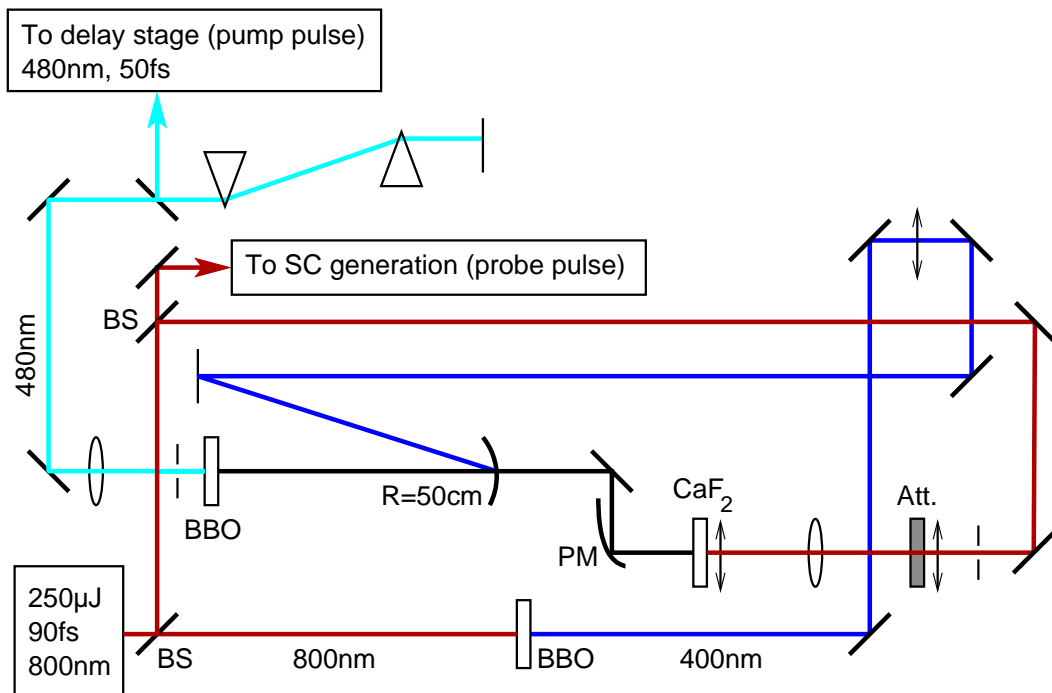 To delay stage (pump pulse)
480nm, 50fs
To SC generation (probe pulse)
BS
480nm
R=50cm
CaF2
Att.
BBO
PM
250µJ
90fs
800nm
BS
800nm
BBO
400nm